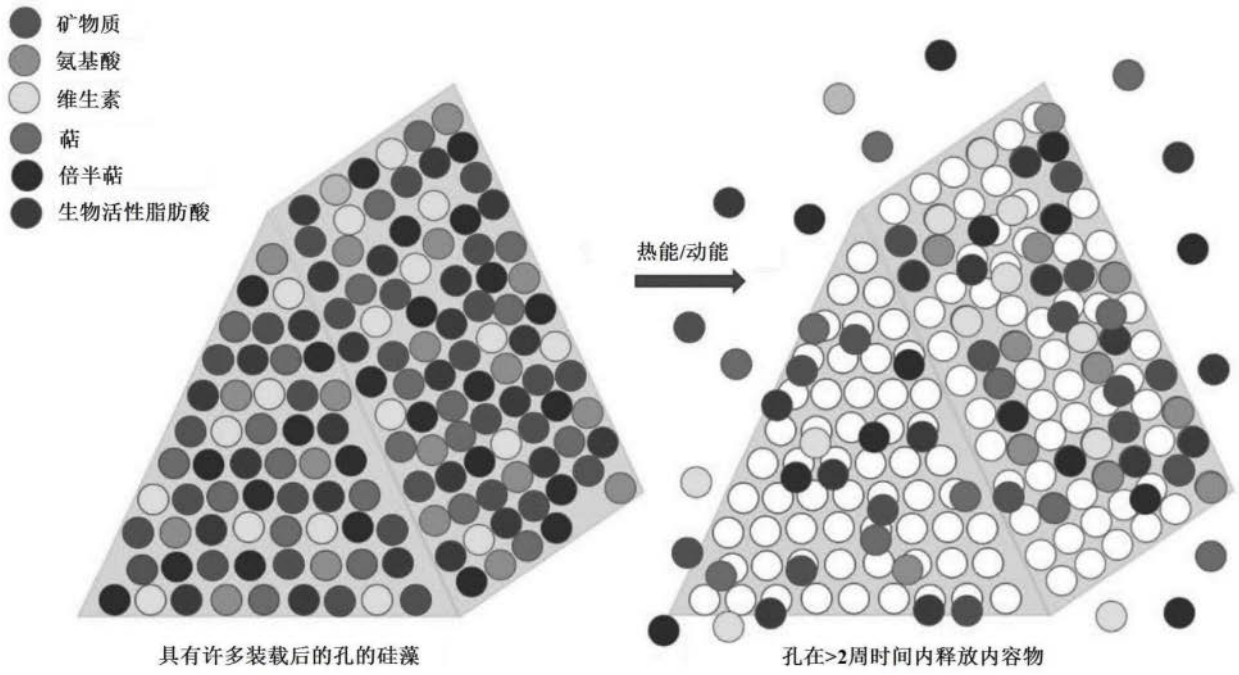 矿物质
氨基酸
维生素
萜
倍半萜
生物活性脂肪酸
热能/动能
具有许多装载后的孔的硅藻
孔在>2周时间内释放内容物